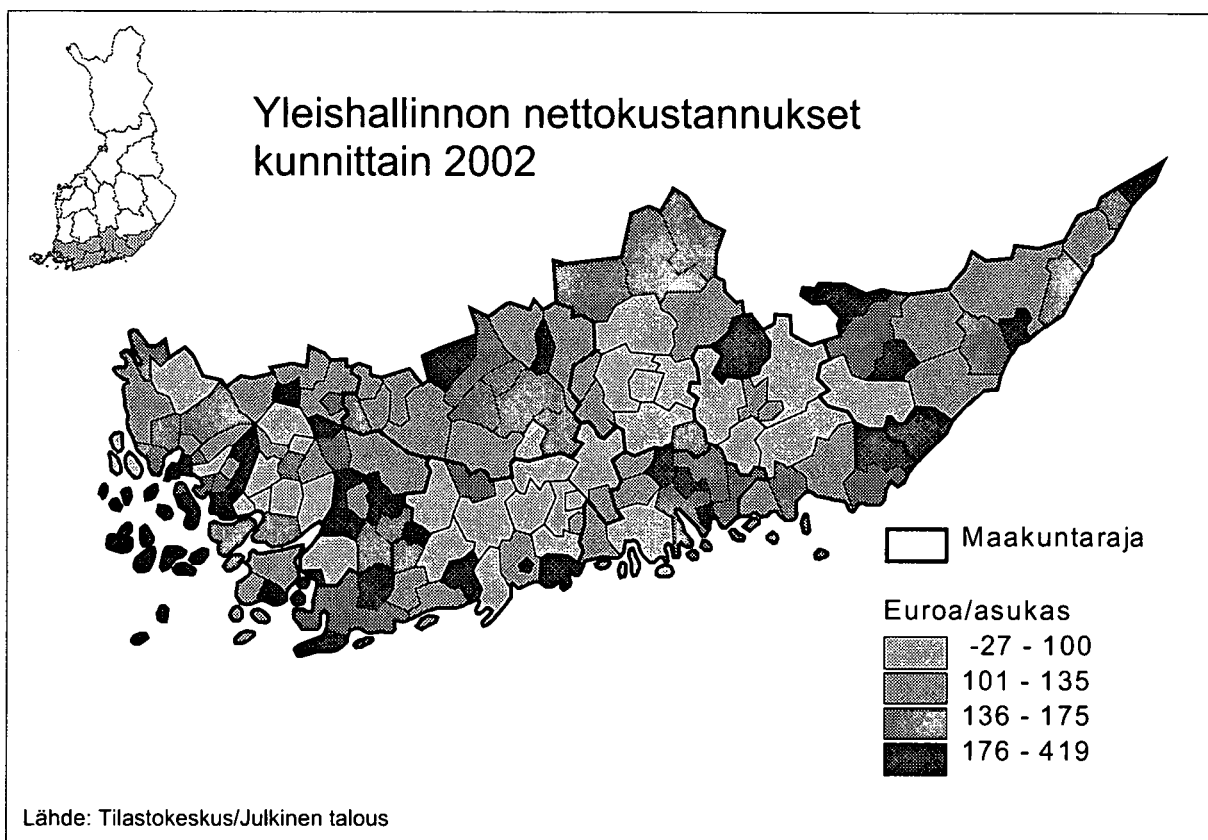 Yleishallinnon nettokustannukset
kunnittain 2002
Maakuntaraja
Euroa/asukas
-27 - 100
101 - 135
136 - 175
176 - 419
Lähde: Tilastokeskus/Julkinen talous